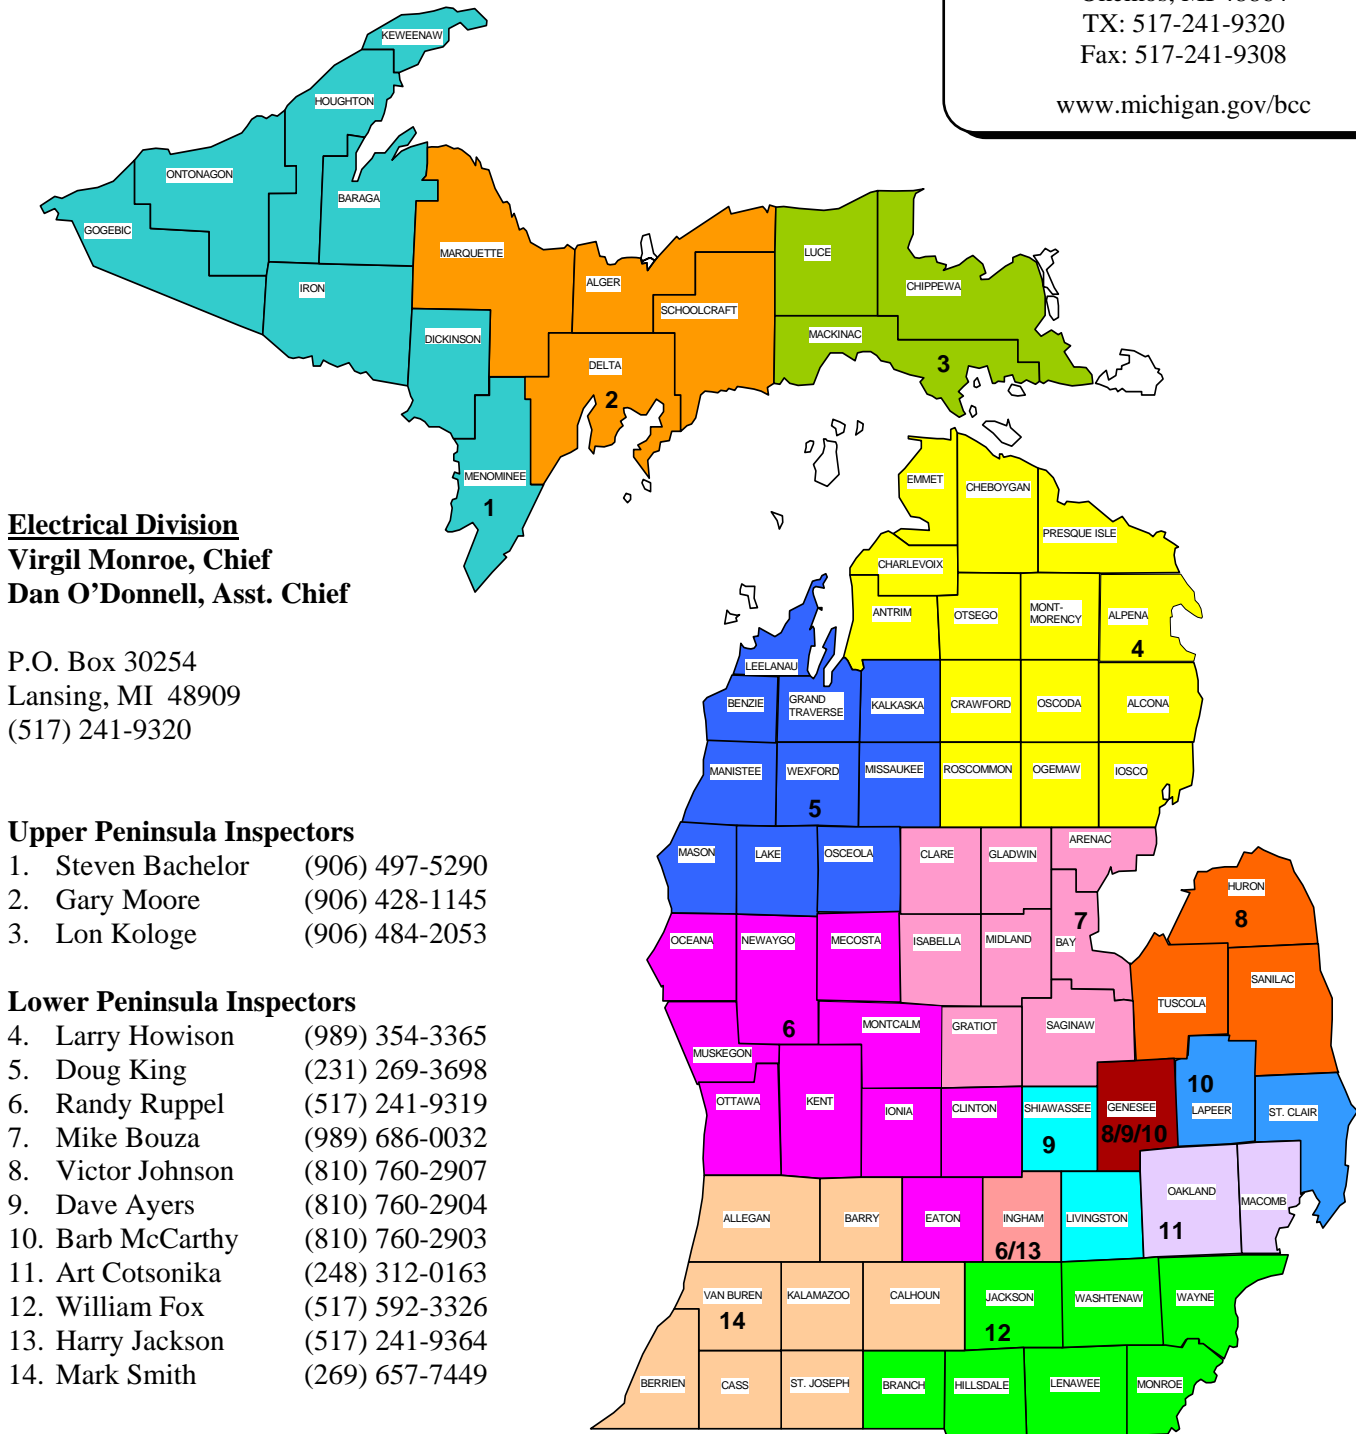 TX: 517-241-9320
Fax: 517-241-9308
www.michigan.gov/bcc
KEWEENAW
HOUGHTON
ONTONAGON
BARAGA
GOGEBIC
MARQUETTE
LUCE
IRON
ALGER
CHIPPEWA
SCHOOLCRAFT
DICKINSON
MACKINAC
DELTA
3
2
MENOMINEE
1
EMMET
CHEBOYGAN
PRESQUE ISLE
CHARLEVOIX
ANTRIM
OTSEGO
MONT-
MORENCY
ALPENA
4
LEELANAU
BENZIE
GRAND
TRAVERSE
KALKASKA
CRAWFORD
OSCODA
ALCONA
MANISTEE
WEXFORD
MISSAUKEE
ROSCOMMON
OGEMAW
IOSCO
5
MASON
LAKE
OSCEOLA
CLARE
GLADWIN
ARENAC
HURON
8
7
OCEANA
NEWAYGO
MECOSTA
ISABELLA
MIDLAND
BAY
SANILAC
TUSCOLA
6
MONTCALM
GRATIOT
SAGINAW
MUSKEGON
10
OTTAWA
KENT
IONIA
CLINTON
SHIAWASSEE
GENESEE
LAPEER
ST. CLAIR
9
8/9/10
OAKLAND
MACOMB
ALLEGAN
BARRY
EATON
INGHAM
LIVINGSTON
11
6/13
VAN BUREN
KALAMAZOO
CALHOUN
JACKSON
WASHTENAW
WAYNE
14
12
BERRIEN
CASS
ST. JOSEPH
BRANCH
HILLSDALE
LENAWEE
MONROE
Electrical Division
Virgil Monroe, Chief
Dan O’Donnell, Asst. Chief
P.O. Box 30254
Lansing, MI  48909
(517) 241-9320
Upper Peninsula Inspectors
1. Steven Bachelor (906) 497-5290
2. Gary Moore (906) 428-1145
3. Lon Kologe (906) 484-2053
Lower Peninsula Inspectors
4. Larry Howison (989) 354-3365
5. Doug King (231) 269-3698
6. Randy Ruppel (517) 241-9319
7. Mike Bouza (989) 686-0032
8. Victor Johnson (810) 760-2907
9. Dave Ayers (810) 760-2904
10. Barb McCarthy (810) 760-2903
11. Art Cotsonika (248) 312-0163
12. William Fox (517) 592-3326
13. Harry Jackson (517) 241-9364
14. Mark Smith (269) 657-7449